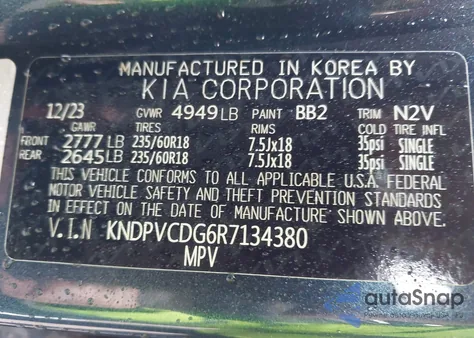 MANUFACTURED IN KOREA BY
KIA CORPORATION
12/23 GVWR 4949LB PAINT BB2 TRIM N2V
GAWR TIRES RIMS COLD TIRE INFL
FRONT 2777LB 235/60R18 7.5Jx18 35psi SINGLE
REAR 2645LB 235/60R18 7.5Jx18 35psi SINGLE
THIS VEHICLE CONFORMS TO ALL APPLICABLE U.S.A. FEDERAL
MOTOR VEHICLE SAFETY AND THEFT PREVENTION STANDARDS
IN EFFECT ON THE DATE OF MANUFACTURE SHOWN ABOVE.
V.I.N KNDPVCDG6R7134380
MPV
autaSnap